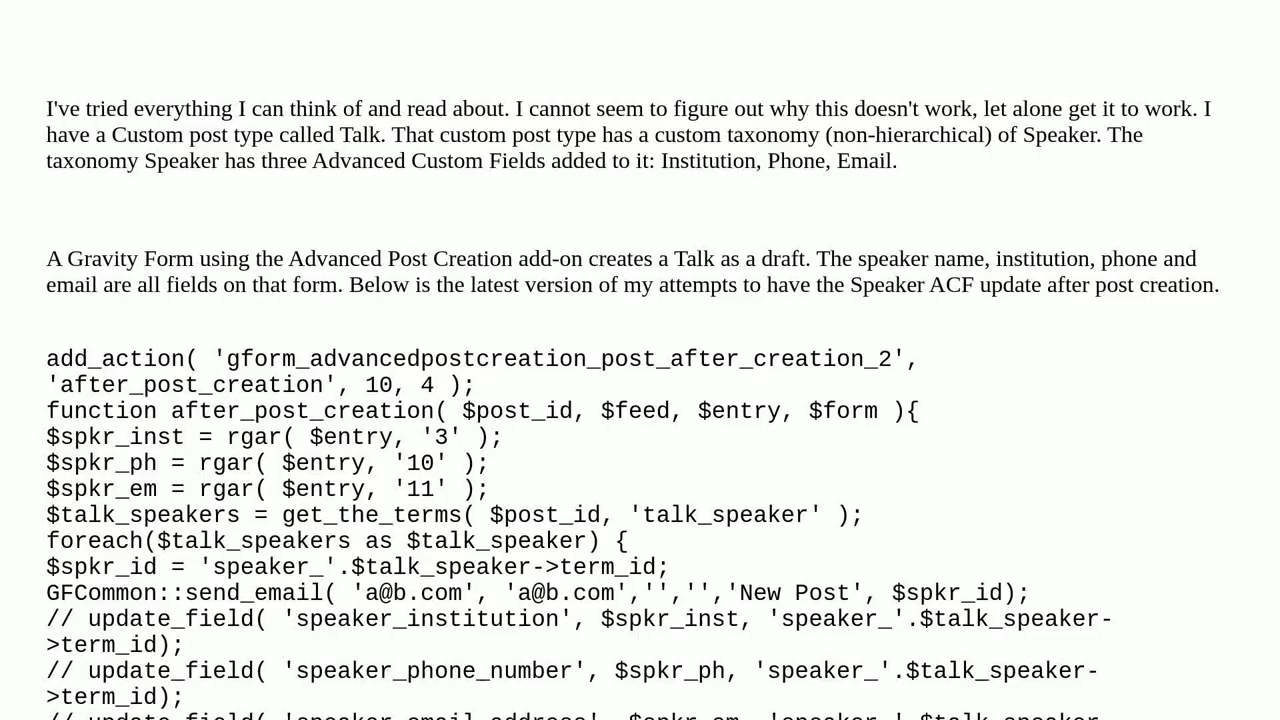 I've tried everything I can think of and read about. I cannot seem to figure out why this doesn't work, let alone get it to work. I
have a Custom post type called Talk. That custom post type has a custom taxonomy (non-hierarchical) of Speaker. The
taxonomy Speaker has three Advanced Custom Fields added to it: Institution, Phone, Email.
A Gravity Form using the Advanced Post Creation add-on creates a Talk as a draft. The speaker name, institution, phone and
email are all fields on that form. Below is the latest version of my attempts to have the Speaker ACF update after post creation.
add_action( 'gform_advancedpostcreation_post_after_creation_2',
'after_post_creation', 10, 4 );
function after_post_creation( $post_id, $feed, $entry, $form ){
$spkr_inst = rgar( $entry, '3' );
$spkr_ph = rgar( $entry, '10' );
$spkr_em = rgar( $entry, '11' );
$talk_speakers = get_the_terms( $post_id, 'talk_speaker' );
foreach($talk_speakers as $talk_speaker) {
$spkr_id = 'speaker_'.$talk_speaker->term_id;
GFCommon::send_email( 'a@b.com', 'a@b.com','','','New Post', $spkr_id);
// update_field( 'speaker_institution', $spkr_inst, 'speaker_'.$talk_speaker-
>term_id);
// update_field( 'speaker_phone_number', $spkr_ph, 'speaker_'.$talk_speaker-
>term_id);
// update_field( 'speaker_email_address', $spkr_em, 'speaker_'.$talk_speaker-